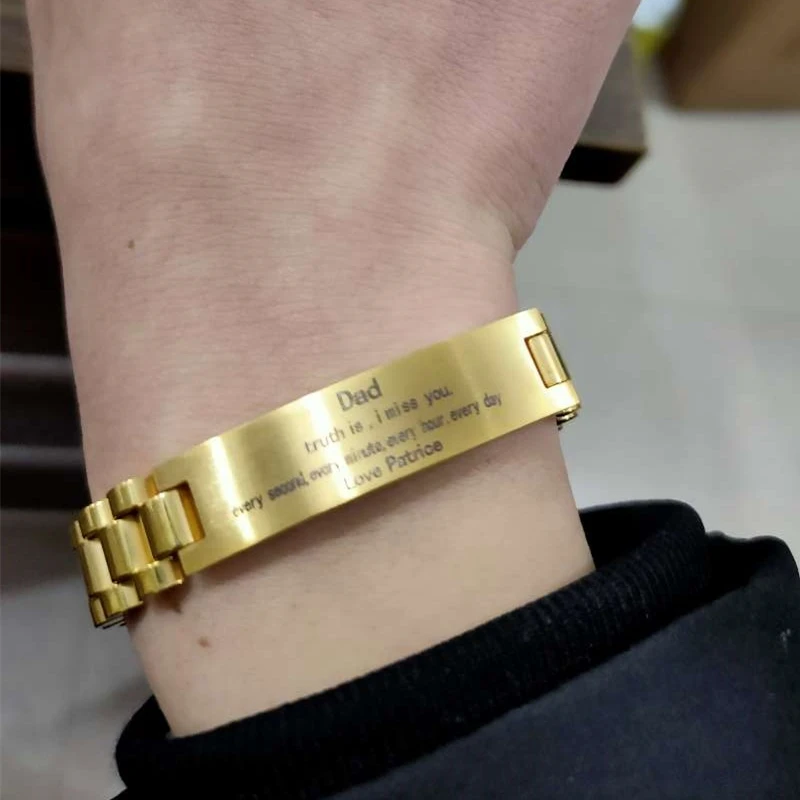 Dad
truth is , i miss you.
every second, every minute, every hour, every day
Love Patrice